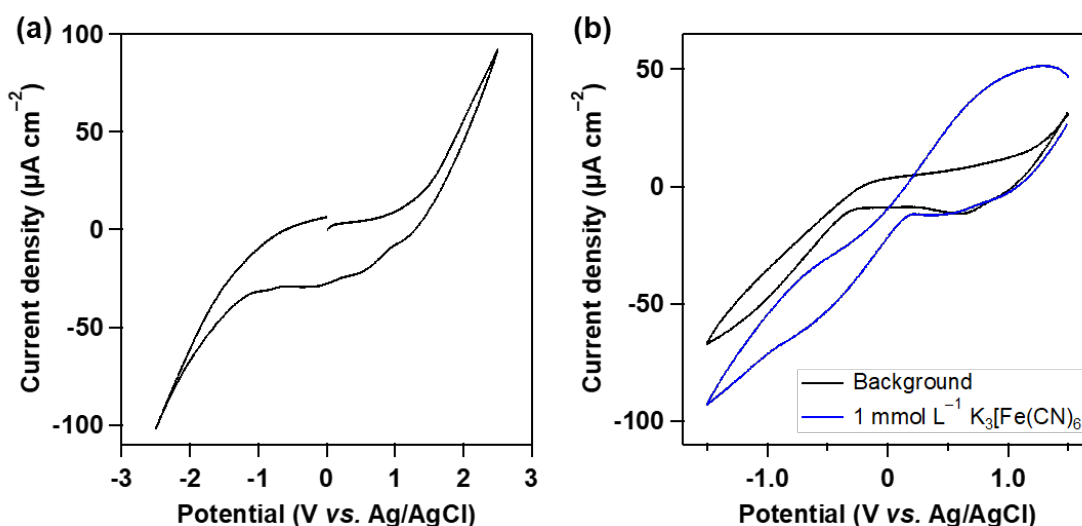 (a)
100
50
0
-50
-100
Current density (µA cm⁻²)
-3
-2
-1
0
1
2
3
Potential (V vs. Ag/AgCl)
(b)
50
0
-50
-100
Current density (µA cm⁻²)
-1.0
0
1.0
Background
1 mmol L⁻¹ K₃[Fe(CN)₆
Potential (V vs. Ag/AgCl)